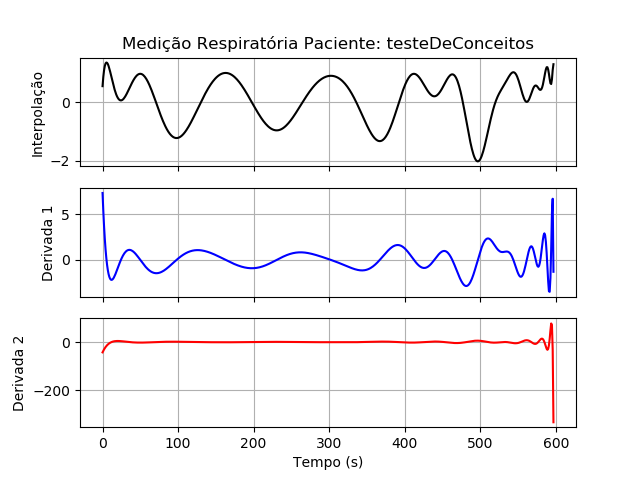 Medição Respiratória Paciente: testeDeConceitos
Interpolação
0
−2
Derivada 1
5
0
Derivada 2
0
−200
0 100 200 300 400 500 600
Tempo (s)